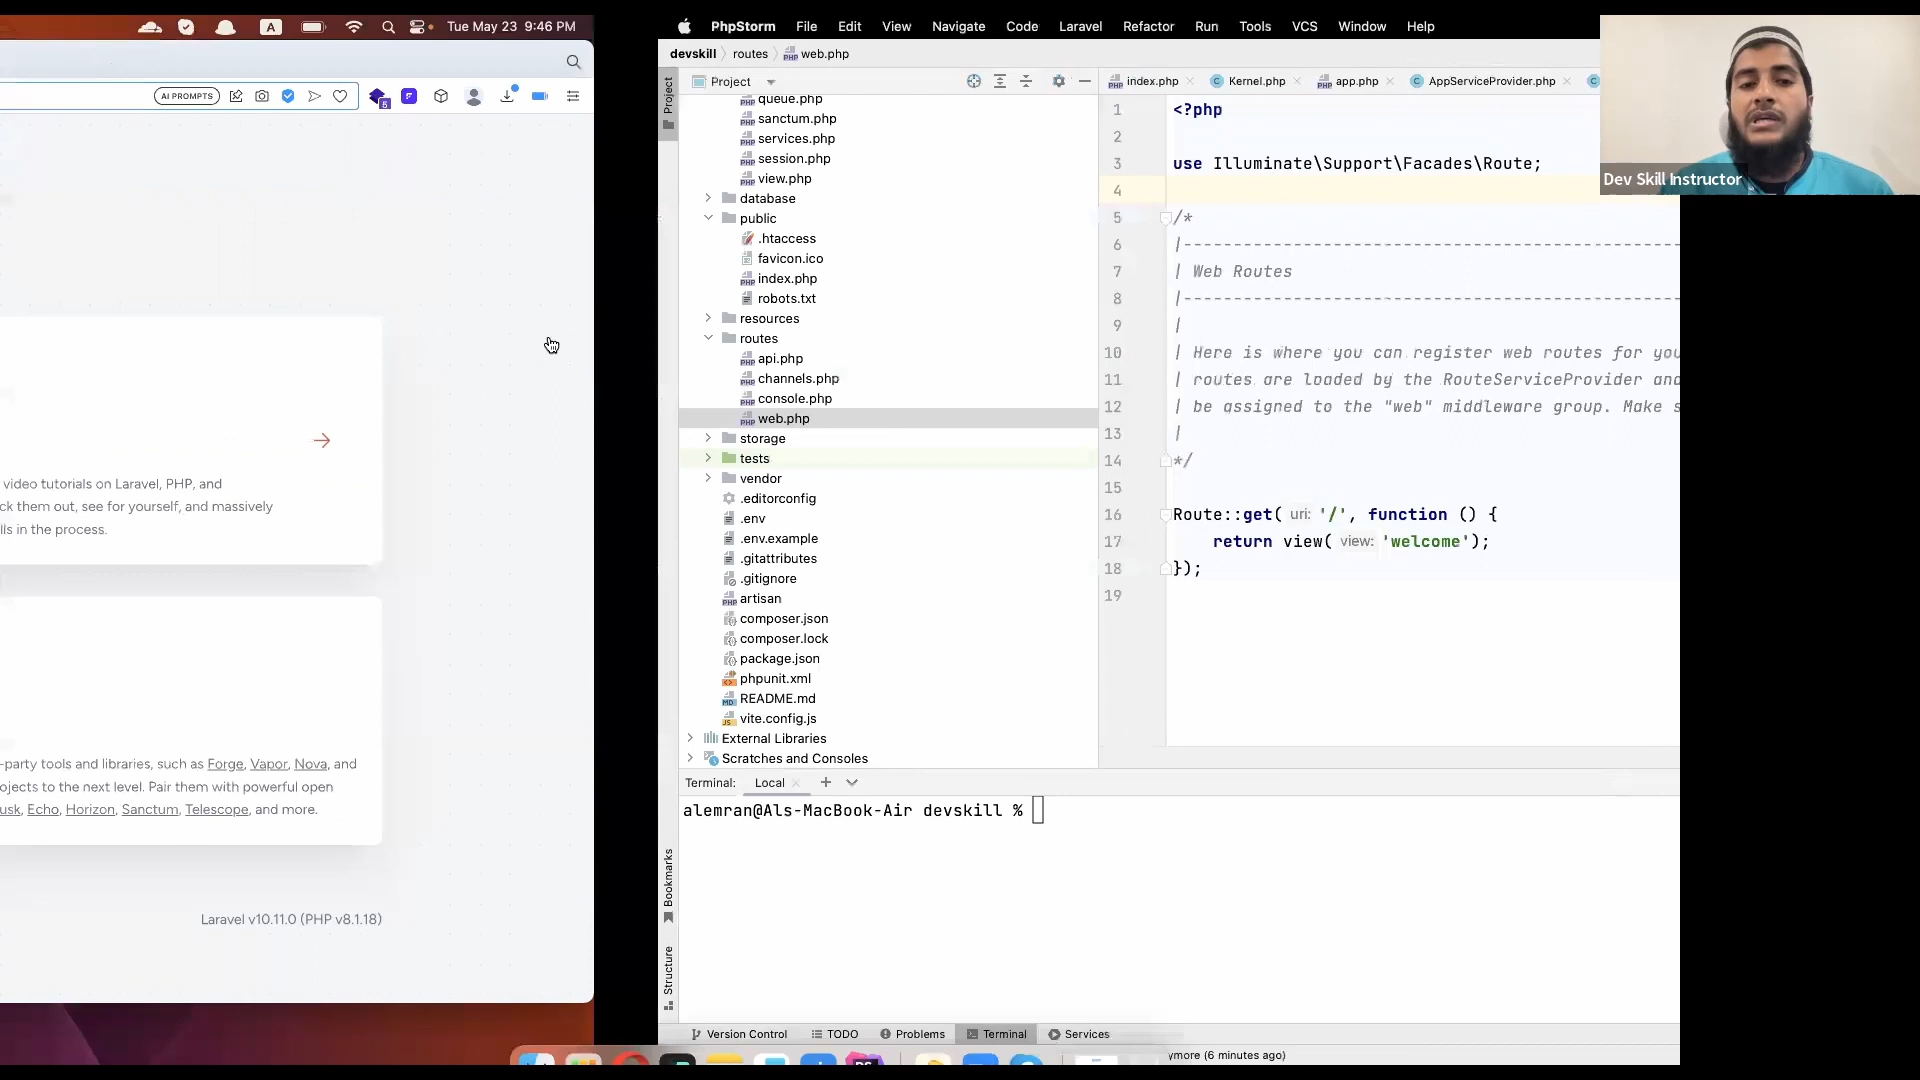 A
Tue May 23 9:46 PM
AI PROMPTS
6
video tutorials on Laravel, PHP, and
ck them out, see for yourself, and massively
lls in the process.
-party tools and libraries, such as Forge, Vapor, Nova, and
ojects to the next level. Pair them with powerful open
usk, Echo, Horizon, Sanctum, Telescope, and more.
Laravel v10.11.0 (PHP v8.1.18)
PhpStorm File Edit View Navigate Code Laravel Refactor Run Tools VCS Window Help
devskill routes web.php
Project
Project
queue.php
sanctum.php
services.php
session.php
view.php
database
public
.htaccess
favicon.ico
index.php
robots.txt
resources
routes
api.php
channels.php
console.php
web.php
storage
tests
vendor
.editorconfig
.env
.env.example
.gitattributes
.gitignore
artisan
composer.json
composer.lock
package.json
phpunit.xml
README.md
vite.config.js
External Libraries
Scratches and Consoles
index.php Kernel.php app.php AppServiceProvider.php
1 <?php
2
3 use Illuminate\Support\Facades\Route;
4
5 /*
6 |--------------------------------------------------
7 | Web Routes
8 |--------------------------------------------------
9 |
10 | Here is where you can register web routes for you
11 | routes are loaded by the RouteServiceProvider and
12 | be assigned to the "web" middleware group. Make s
13 |
14 */
15
16 Route::get( uri: '/', function () {
17 return view( view: 'welcome');
18 });
19
Terminal: Local
alemran@Als-MacBook-Air devskill %
Bookmarks
Structure
Version Control TODO Problems Terminal Services
ymore (6 minutes ago)
Dev Skill Instructor